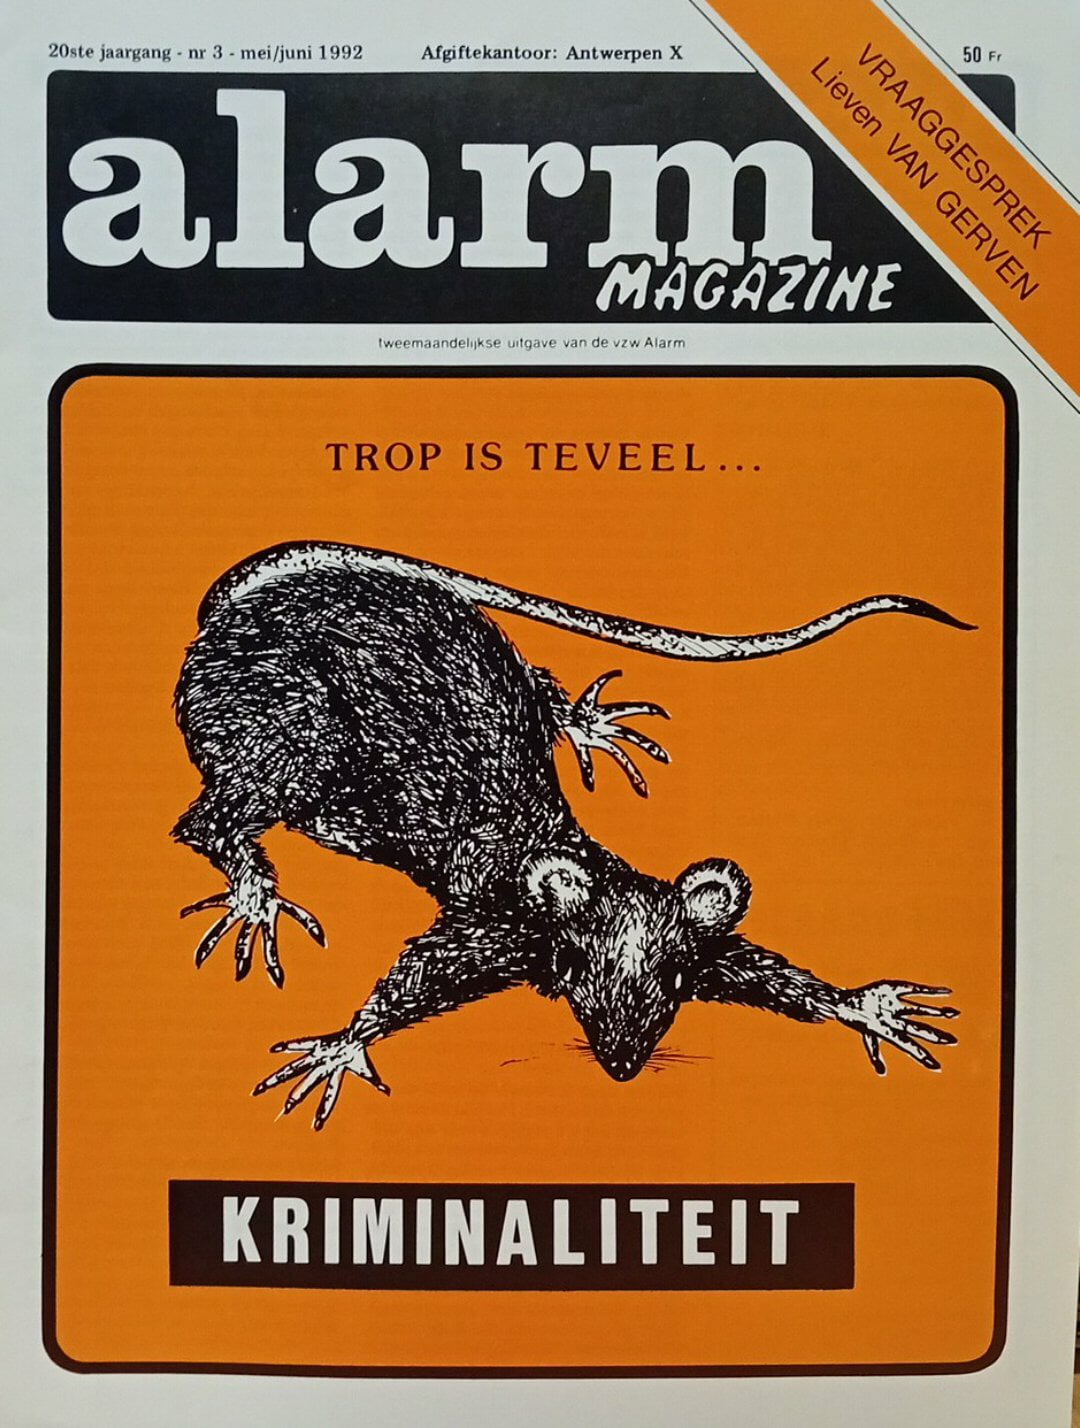 20ste jaargang - nr 3 - mei/juni 1992
Afgiftekantoor: Antwerpen X
50 Fr
VRAAGGESPREK
Lieven VAN GERVEN
alarm
MAGAZINE
tweemaandelijkse uitgave van de vzw Alarm
TROP IS TEVEEL...
KRIMINALITEIT